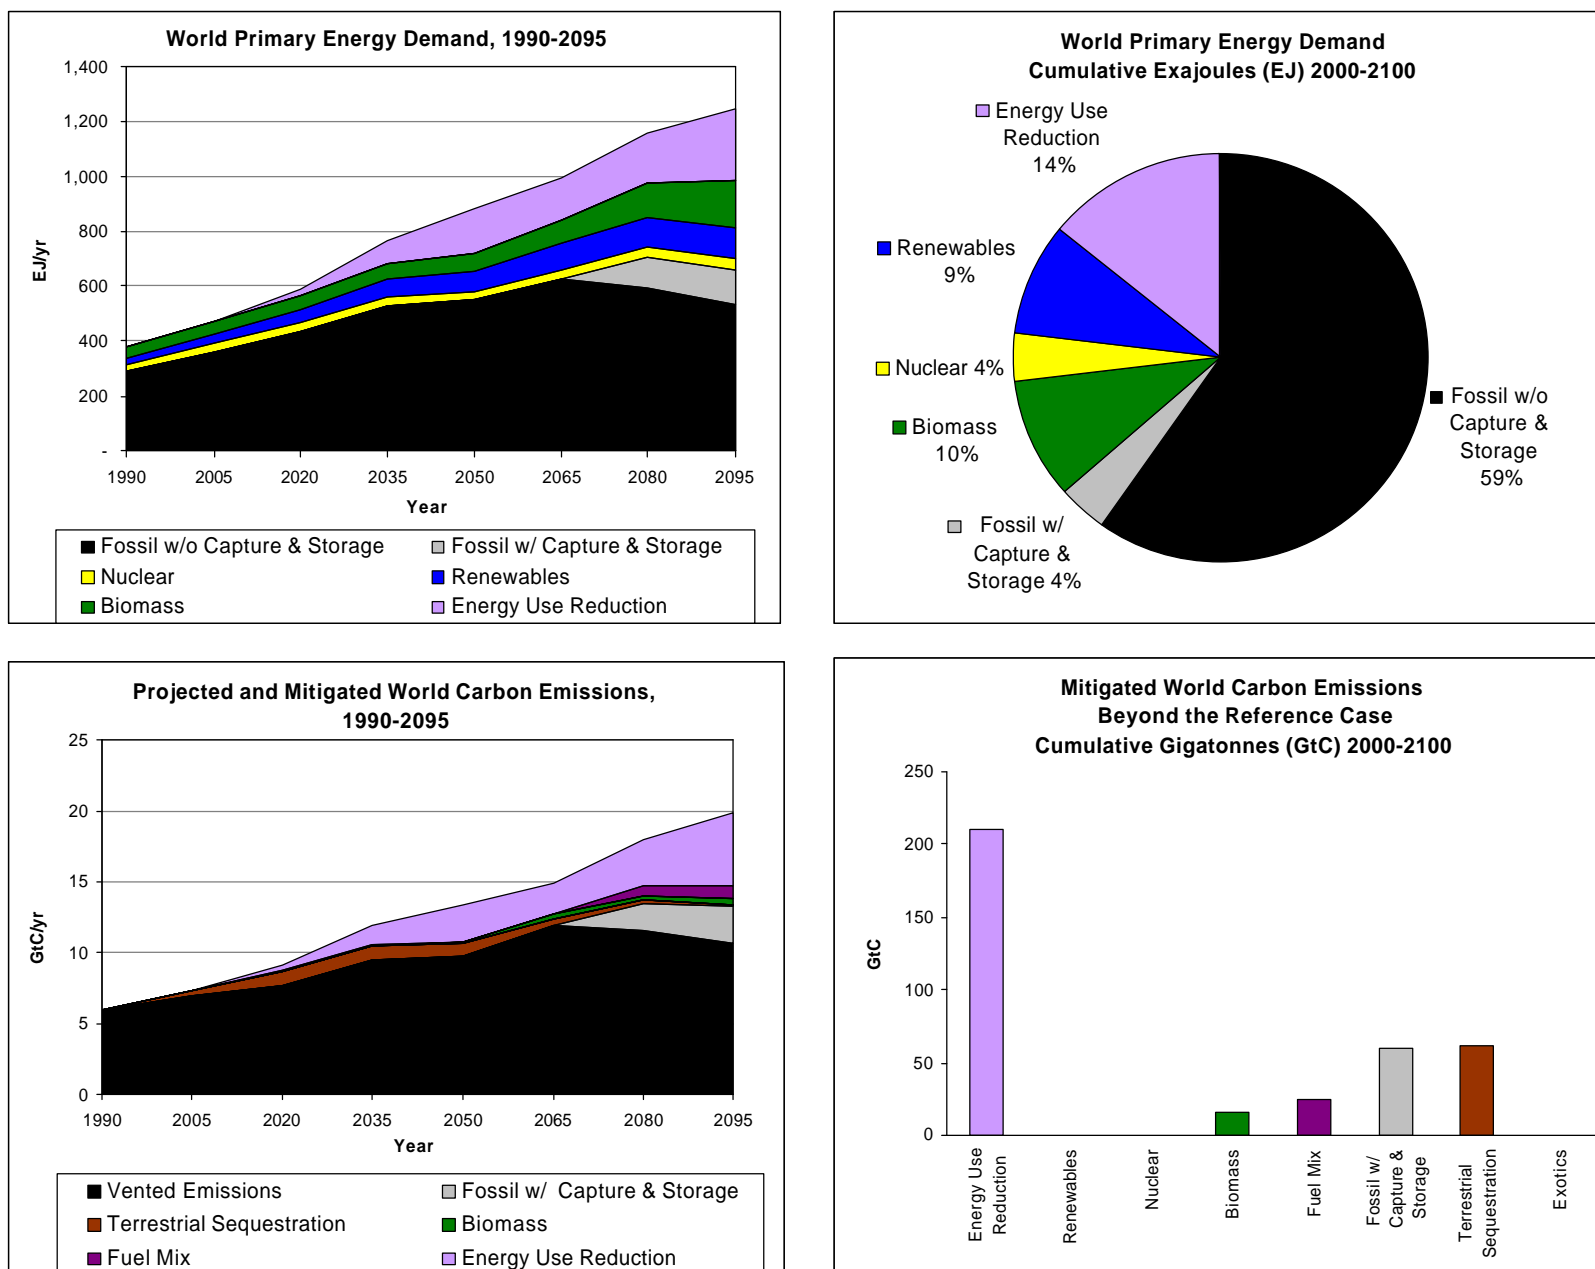 World Primary Energy Demand, 1990-2095
1,400
1,200
1,000
800
600
400
200
-
EJ/yr
1990 2005 2020 2035 2050 2065 2080 2095
Year
Fossil w/o Capture & Storage Fossil w/ Capture & Storage
Nuclear Renewables
Biomass Energy Use Reduction
World Primary Energy Demand
Cumulative Exajoules (EJ) 2000-2100
Energy Use
Reduction
14%
Renewables
9%
Nuclear 4%
Biomass
10%
Fossil w/
Capture &
Storage 4%
Fossil w/o
Capture &
Storage
59%
Projected and Mitigated World Carbon Emissions,
1990-2095
25
20
15
10
5
0
GtC/yr
1990 2005 2020 2035 2050 2065 2080 2095
Year
Vented Emissions Fossil w/ Capture & Storage
Terrestrial Sequestration Biomass
Fuel Mix Energy Use Reduction
Mitigated World Carbon Emissions
Beyond the Reference Case
Cumulative Gigatonnes (GtC) 2000-2100
250
200
150
100
50
0
GtC
Energy Use
Reduction
Renewables
Nuclear
Biomass
Fuel Mix
Fossil w/
Capture &
Storage
Terrestrial
Sequestration
Exotics